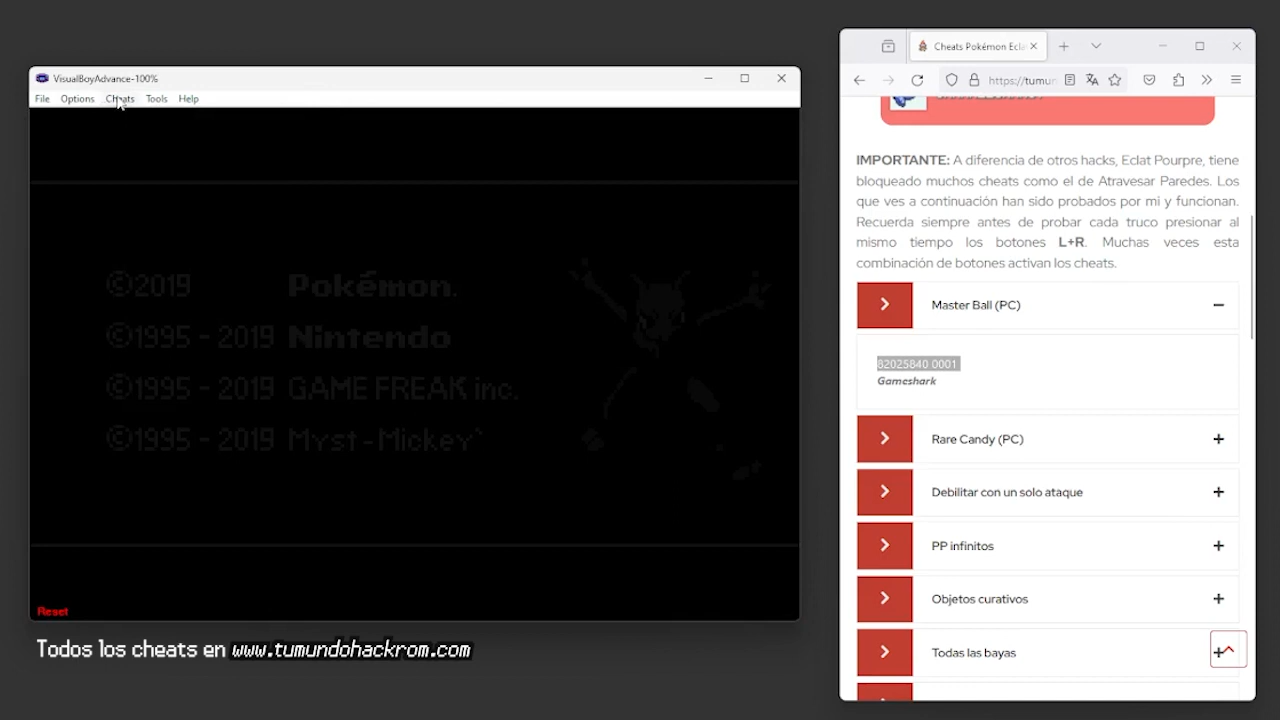 VisualBoyAdvance-100%
File Options Cheats Tools Help
©2019 Pokémon.
©1995 - 2019 Nintendo
©1995 - 2019 GAME FREAK inc.
©1995 - 2019 Myst-Mickey`
Reset
Todos los cheats en www.tumundohackrom.com
Cheats Pokémon Ecla
https://tumun
IMPORTANTE: A diferencia de otros hacks, Eclat Pourpre, tiene
bloqueado muchos cheats como el de Atravesar Paredes. Los
que ves a continuación han sido probados por mi y funcionan.
Recuerda siempre antes de probar cada truco presionar al
mismo tiempo los botones L+R. Muchas veces esta
combinación de botones activan los cheats.
Master Ball (PC)
82025840 0001
Gameshark
Rare Candy (PC)
Debilitar con un solo ataque
PP infinitos
Objetos curativos
Todas las bayas